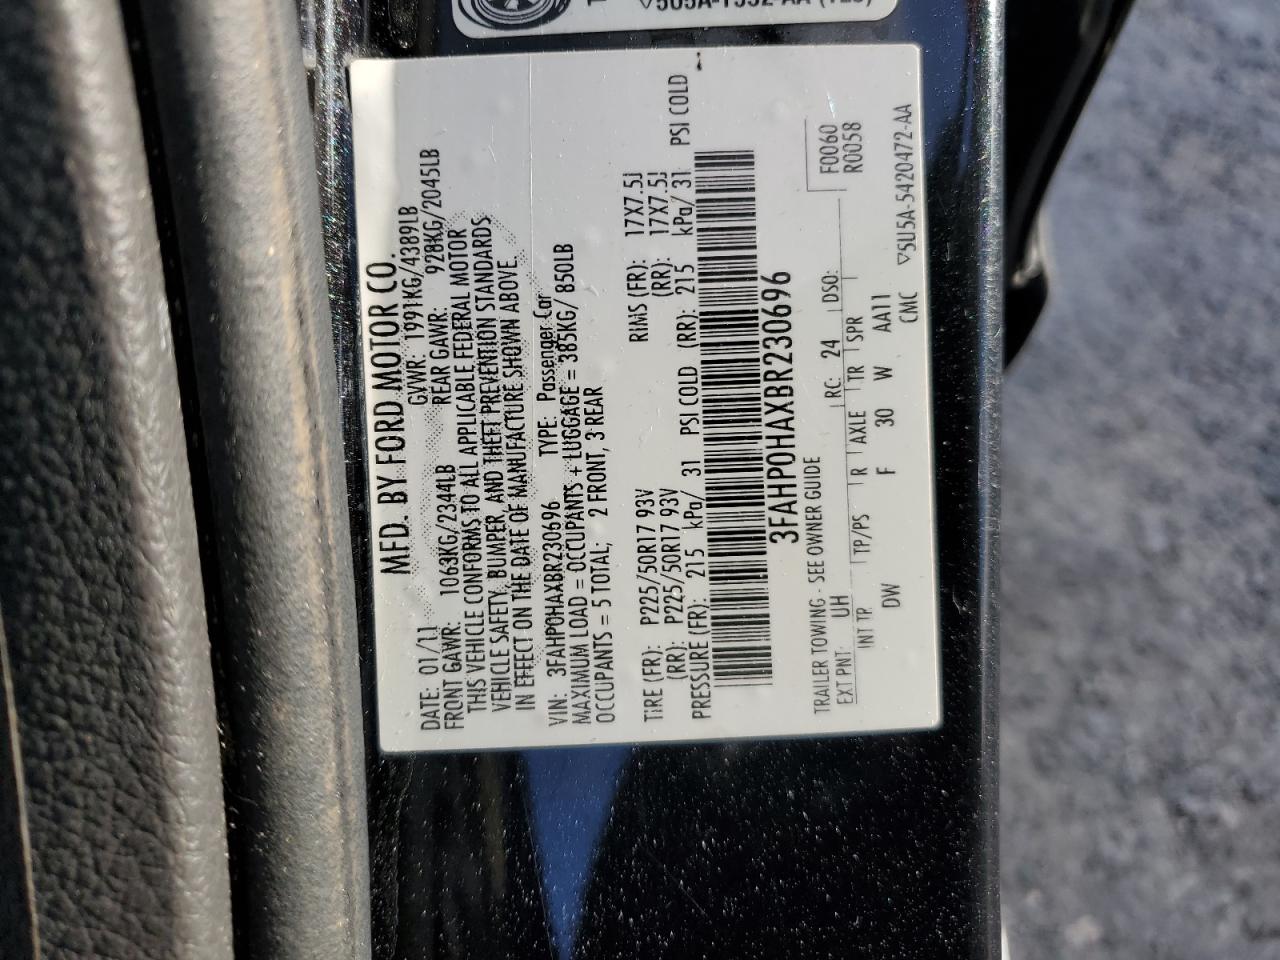 5U5A-1532-AA
MFD. BY FORD MOTOR CO.
DATE: 01/11 GVWR: 1991KG/4389LB
FRONT GAWR: 1063KG/2344LB REAR GAWR: 928KG/2045LB
THIS VEHICLE CONFORMS TO ALL APPLICABLE FEDERAL MOTOR
VEHICLE SAFETY, BUMPER, AND THEFT PREVENTION STANDARDS
IN EFFECT ON THE DATE OF MANUFACTURE SHOWN ABOVE.
VIN: 3FAHP0HAXBR230696 TYPE: Passenger Car
MAXIMUM LOAD = OCCUPANTS + LUGGAGE = 385KG/ 850LB
OCCUPANTS = 5 TOTAL, 2 FRONT, 3 REAR
TIRE (FR): P225/50R17 93V RIMS (FR): 17X7.5J
(RR): P225/50R17 93V (RR): 17X7.5J
PRESSURE (FR): 215 kPa/ 31 PSI COLD (RR): 215 kPa/ 31 PSI COLD
3FAHP0HAXBR230696
TRAILER TOWING - SEE OWNER GUIDE F0060
EXT PNT: UH RC: 24 DSO: R0058
INT TR TP/PS R AXLE TR SPR
DW F 30 W AA11
CMC
▽5U5A-5420472-AA